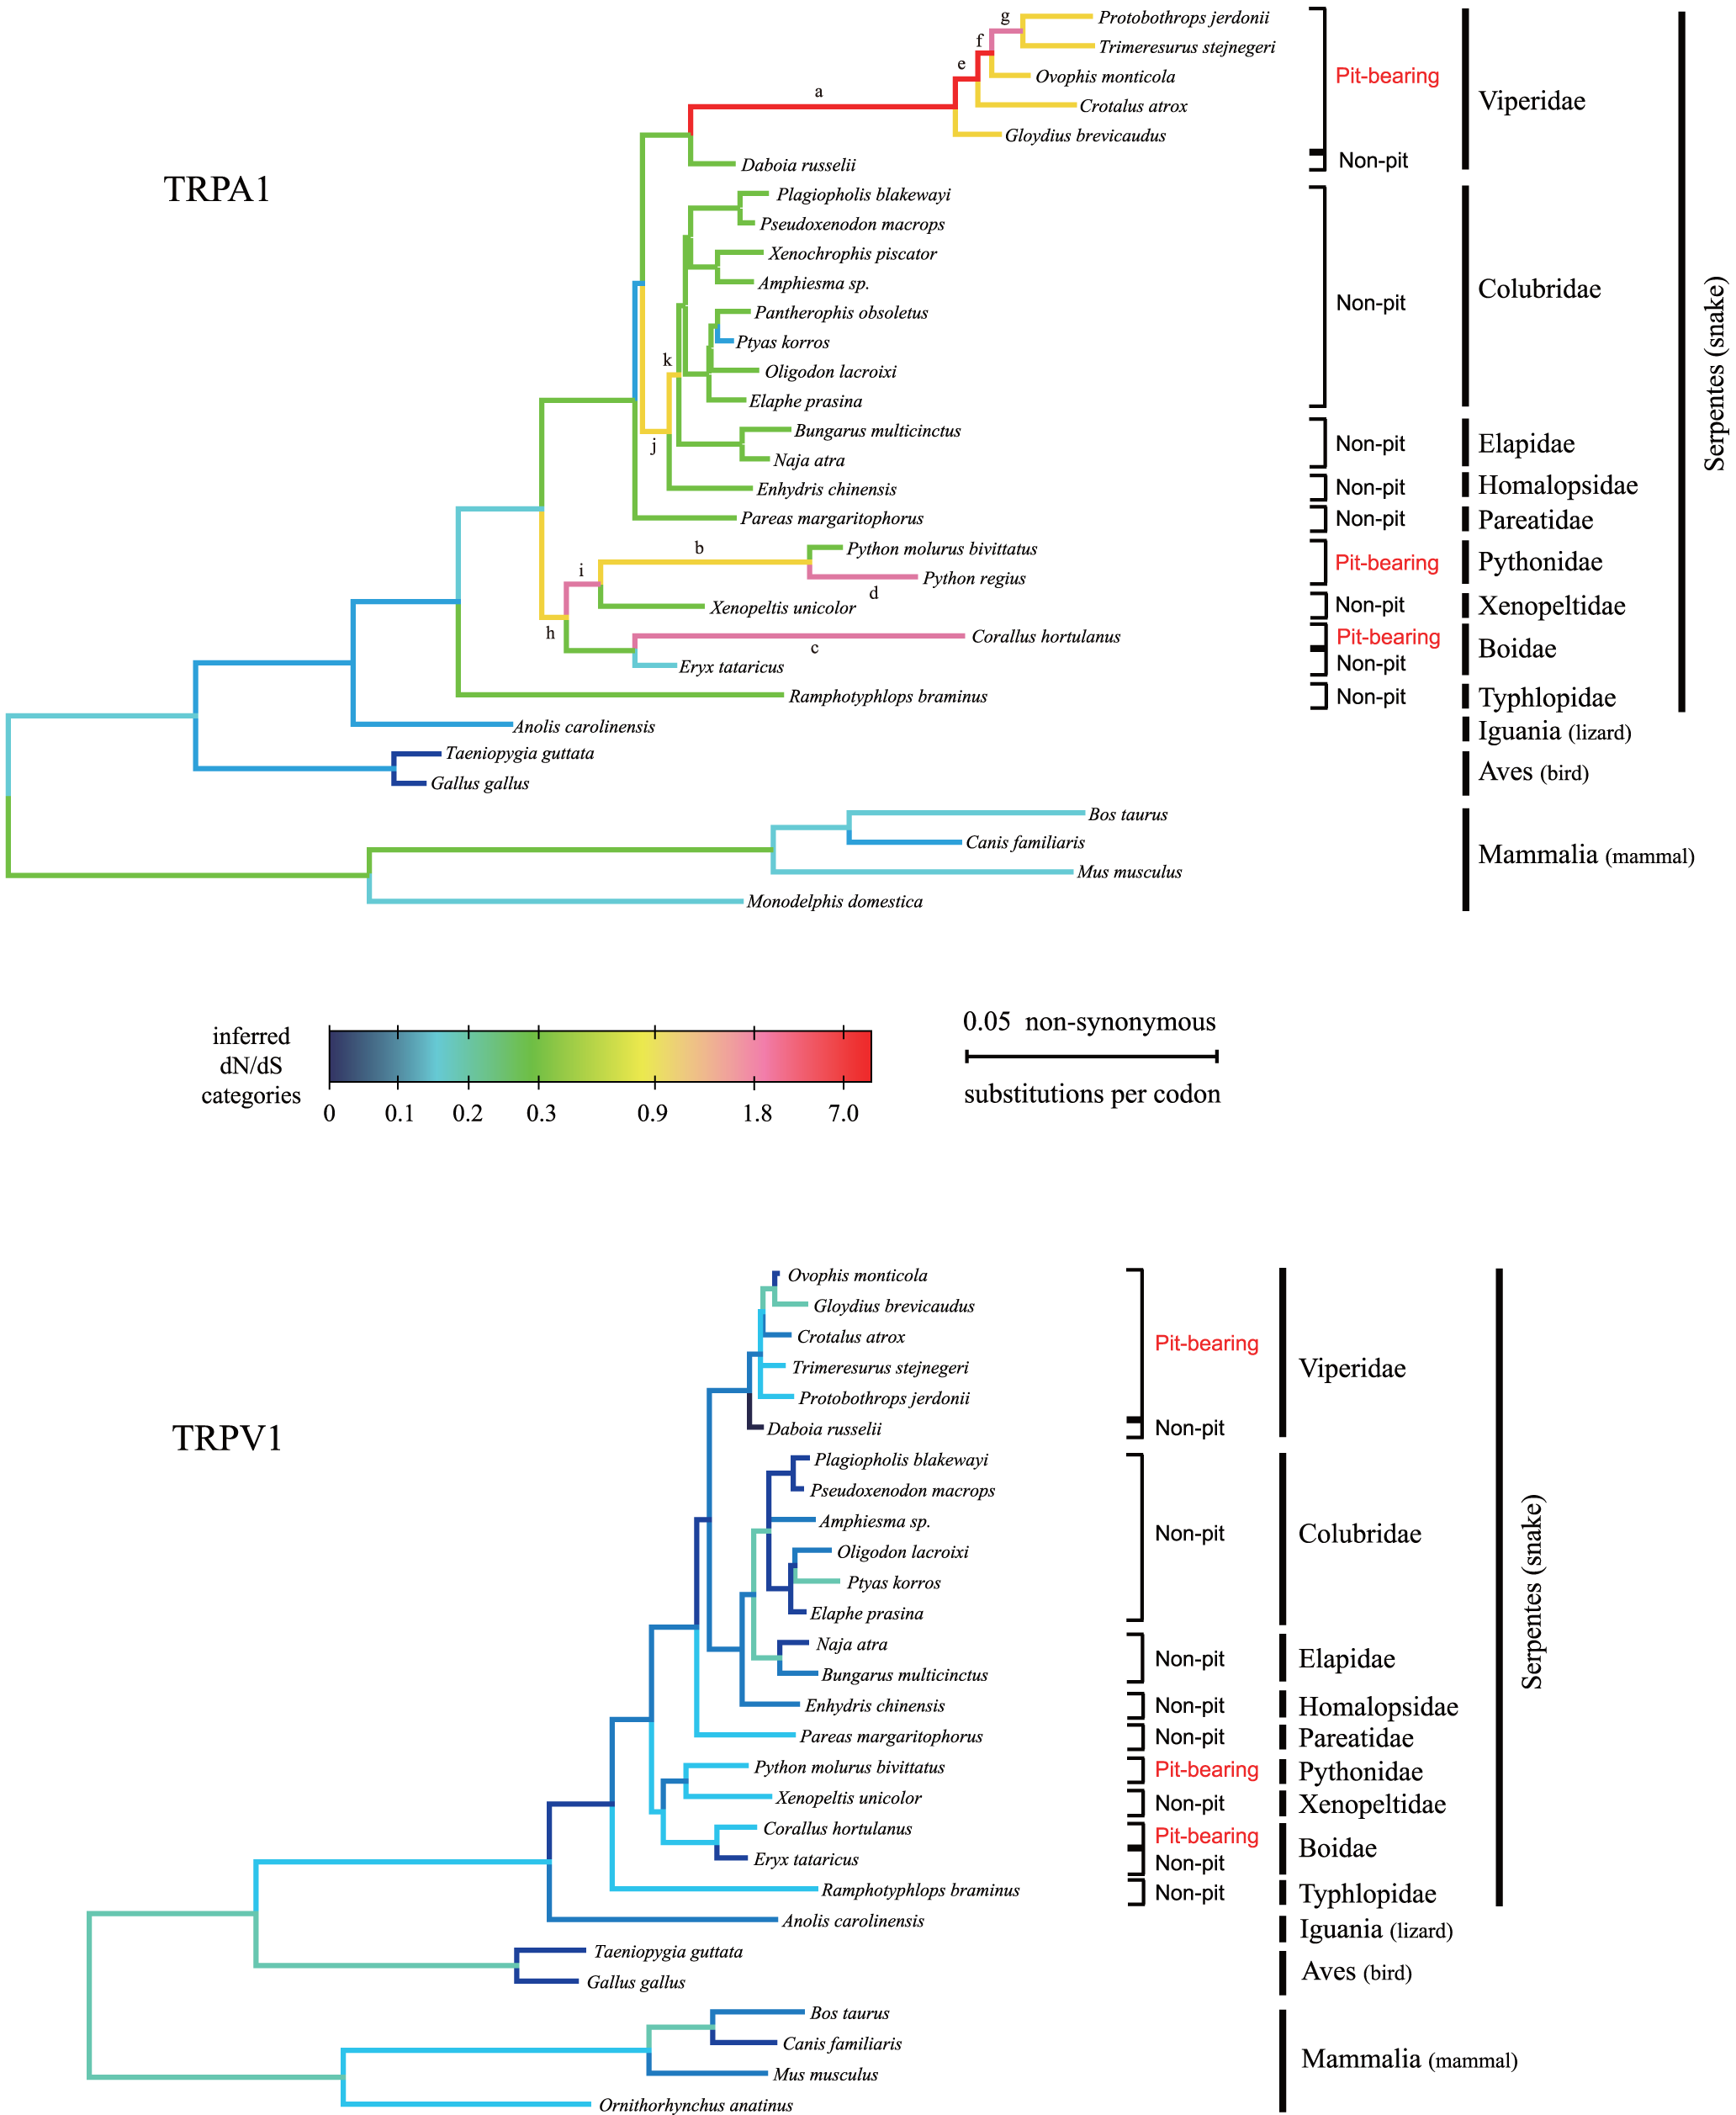 g
Protobothrops jerdonii
f
Trimeresurus stejnegeri
e
Ovophis monticola
Pit-bearing
a
Crotalus atrox
Viperidae
Gloydius brevicaudus
Daboia russelii
Non-pit
TRPA1
Plagiopholis blakewayi
Pseudoxenodon macrops
Xenochrophis piscator
Amphiesma sp.
Colubridae
Pantherophis obsoletus
Non-pit
Ptyas korros
k
Oligodon lacroixi
Elaphe prasina
Serpentes (snake)
Bungarus multicinctus
j
Non-pit
Elapidae
Naja atra
Enhydris chinensis
Non-pit
Homalopsidae
Pareas margaritophorus
Non-pit
Pareatidae
b
Python molurus bivittatus
i
Pit-bearing
Pythonidae
Python regius
d
Xenopeltis unicolor
Non-pit
Xenopeltidae
h
Corallus hortulanus
Pit-bearing
c
Boidae
Eryx tataricus
Non-pit
Ramphotyphlops braminus
Non-pit
Typhlopidae
Anolis carolinensis
Iguania (lizard)
Taeniopygia guttata
Aves (bird)
Gallus gallus
Bos taurus
Canis familiaris
Mammalia (mammal)
Mus musculus
Monodelphis domestica
inferred
dN/dS
categories
0 0.1 0.2 0.3 0.9 1.8 7.0
0.05 non-synonymous
substitutions per codon
Ovophis monticola
Gloydius brevicaudus
Crotalus atrox
Pit-bearing
Trimeresurus stejnegeri
Viperidae
Protobothrops jerdonii
Daboia russelii
Non-pit
TRPV1
Plagiopholis blakewayi
Pseudoxenodon macrops
Amphiesma sp.
Non-pit
Colubridae
Oligodon lacroixi
Ptyas korros
Elaphe prasina
Serpentes (snake)
Naja atra
Non-pit
Elapidae
Bungarus multicinctus
Enhydris chinensis
Non-pit
Homalopsidae
Pareas margaritophorus
Non-pit
Pareatidae
Python molurus bivittatus
Pit-bearing
Pythonidae
Xenopeltis unicolor
Non-pit
Xenopeltidae
Corallus hortulanus
Pit-bearing
Boidae
Eryx tataricus
Non-pit
Ramphotyphlops braminus
Non-pit
Typhlopidae
Anolis carolinensis
Iguania (lizard)
Taeniopygia guttata
Aves (bird)
Gallus gallus
Bos taurus
Canis familiaris
Mammalia (mammal)
Mus musculus
Ornithorhynchus anatinus